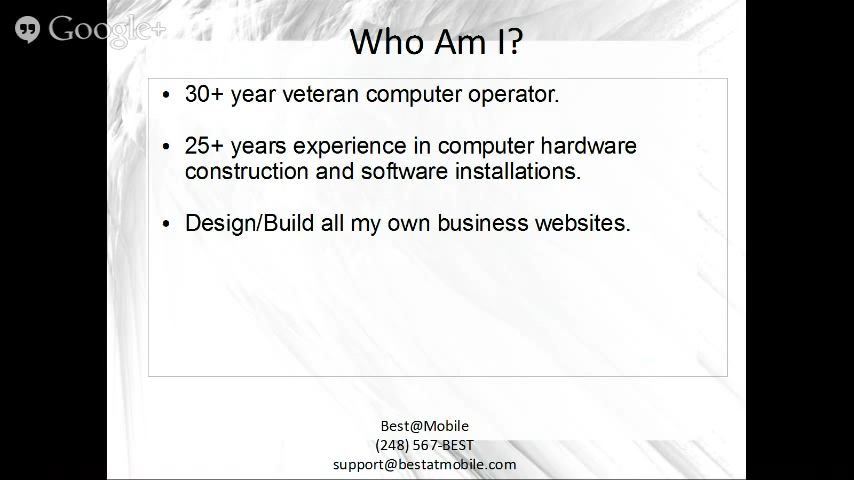 Google+
Who Am I?
• 30+ year veteran computer operator.
• 25+ years experience in computer hardware
construction and software installations.
• Design/Build all my own business websites.
Best@Mobile
(248) 567-BEST
support@bestatmobile.com